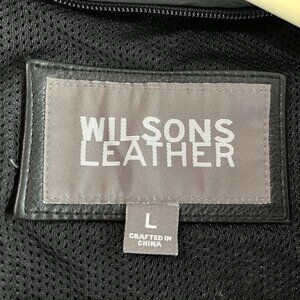 WILSONS
LEATHER
L
CRAFTED IN
CHINA